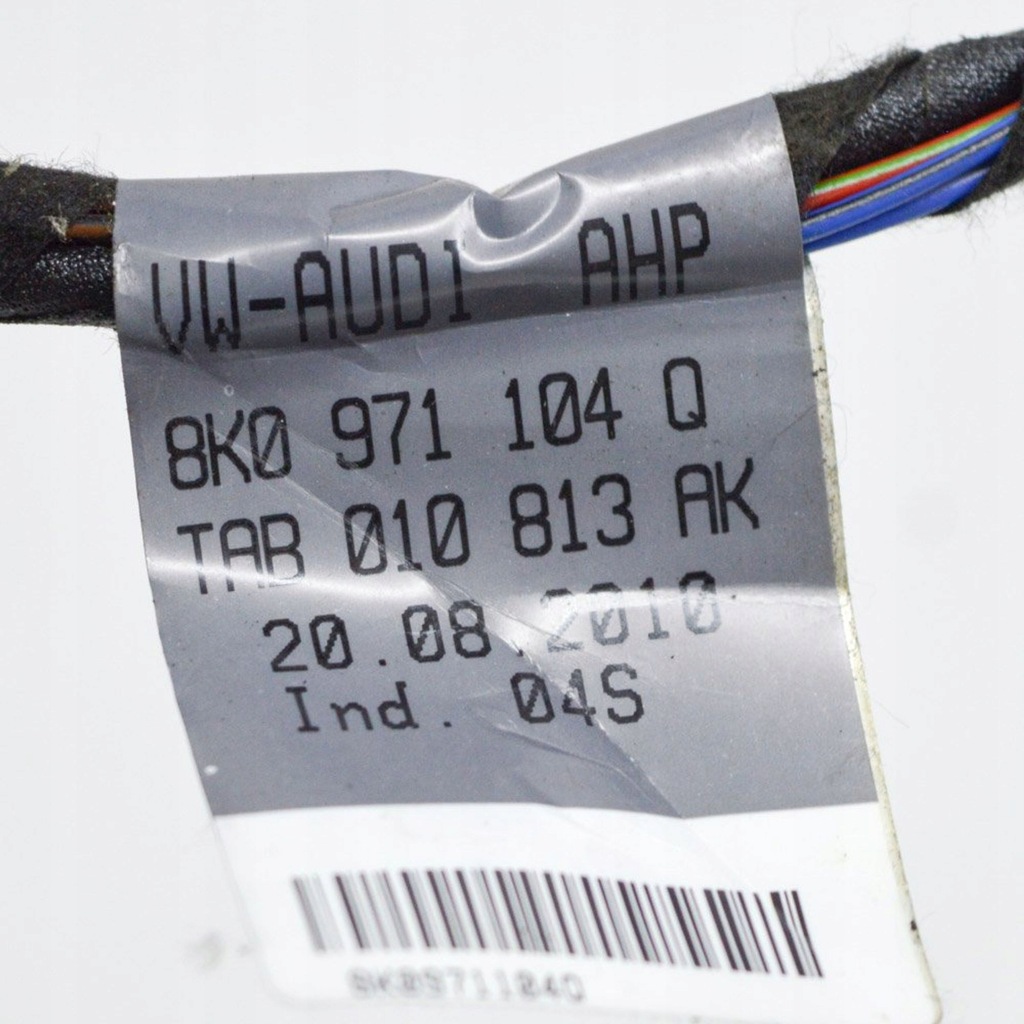 VW-AUDI AHP
8K0 971 104 Q
TAB 010 813 AK
20.08.2010
Ind. 04S
8K0971104Q